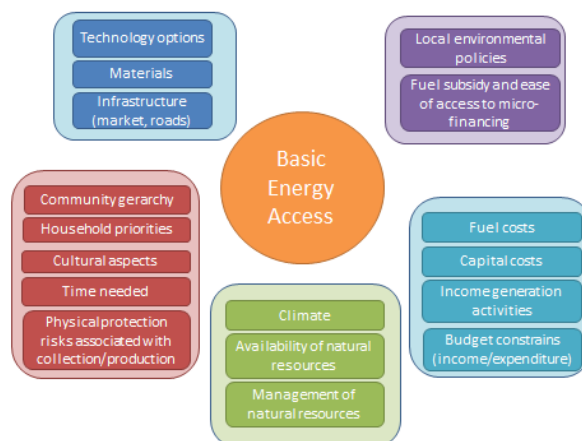 Technology options
Materials
Infrastructure
(market, roads)
Local environmental
policies
Fuel subsidy and ease
of access to micro-
financing
Basic
Energy
Access
Community gerarchy
Household priorities
Cultural aspects
Time needed
Physical protection
risks associated with
collection/production
Climate
Availability of natural
resources
Management of
natural resources
Fuel costs
Capital costs
Income generation
activities
Budget constrains
(income/expenditure)